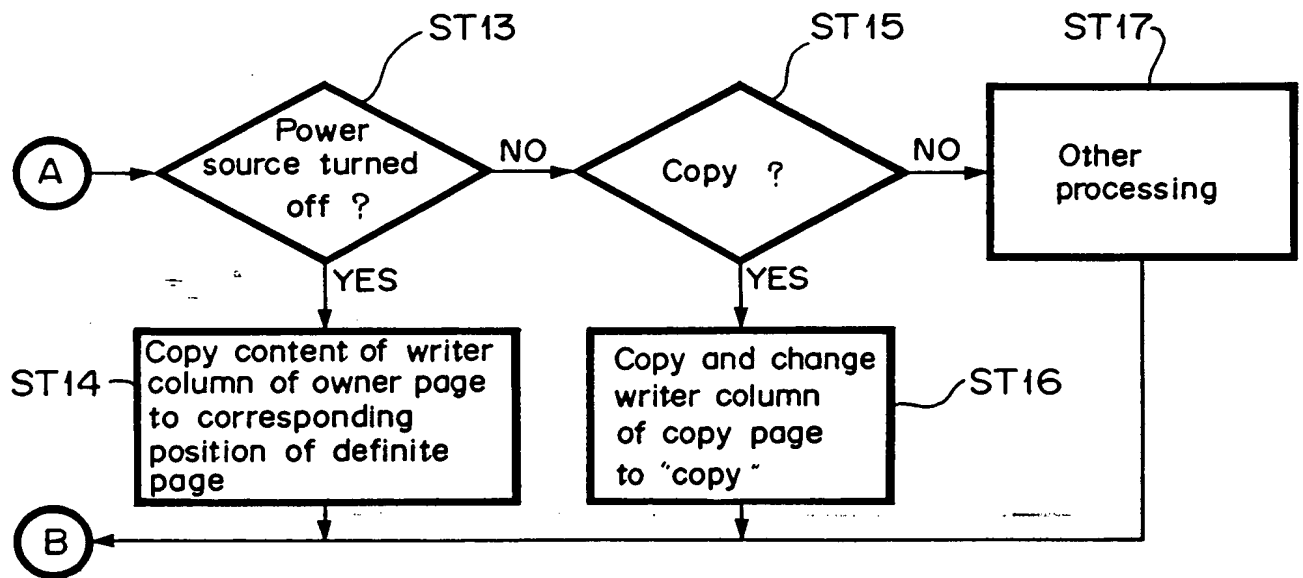 ST13
ST15
ST17
A
Power
source turned
off ?
NO
Copy ?
NO
Other
processing
YES
YES
ST14
Copy content of writer
column of owner page
to corresponding
position of definite
page
Copy and change
writer column
of copy page
to "copy"
ST16
B